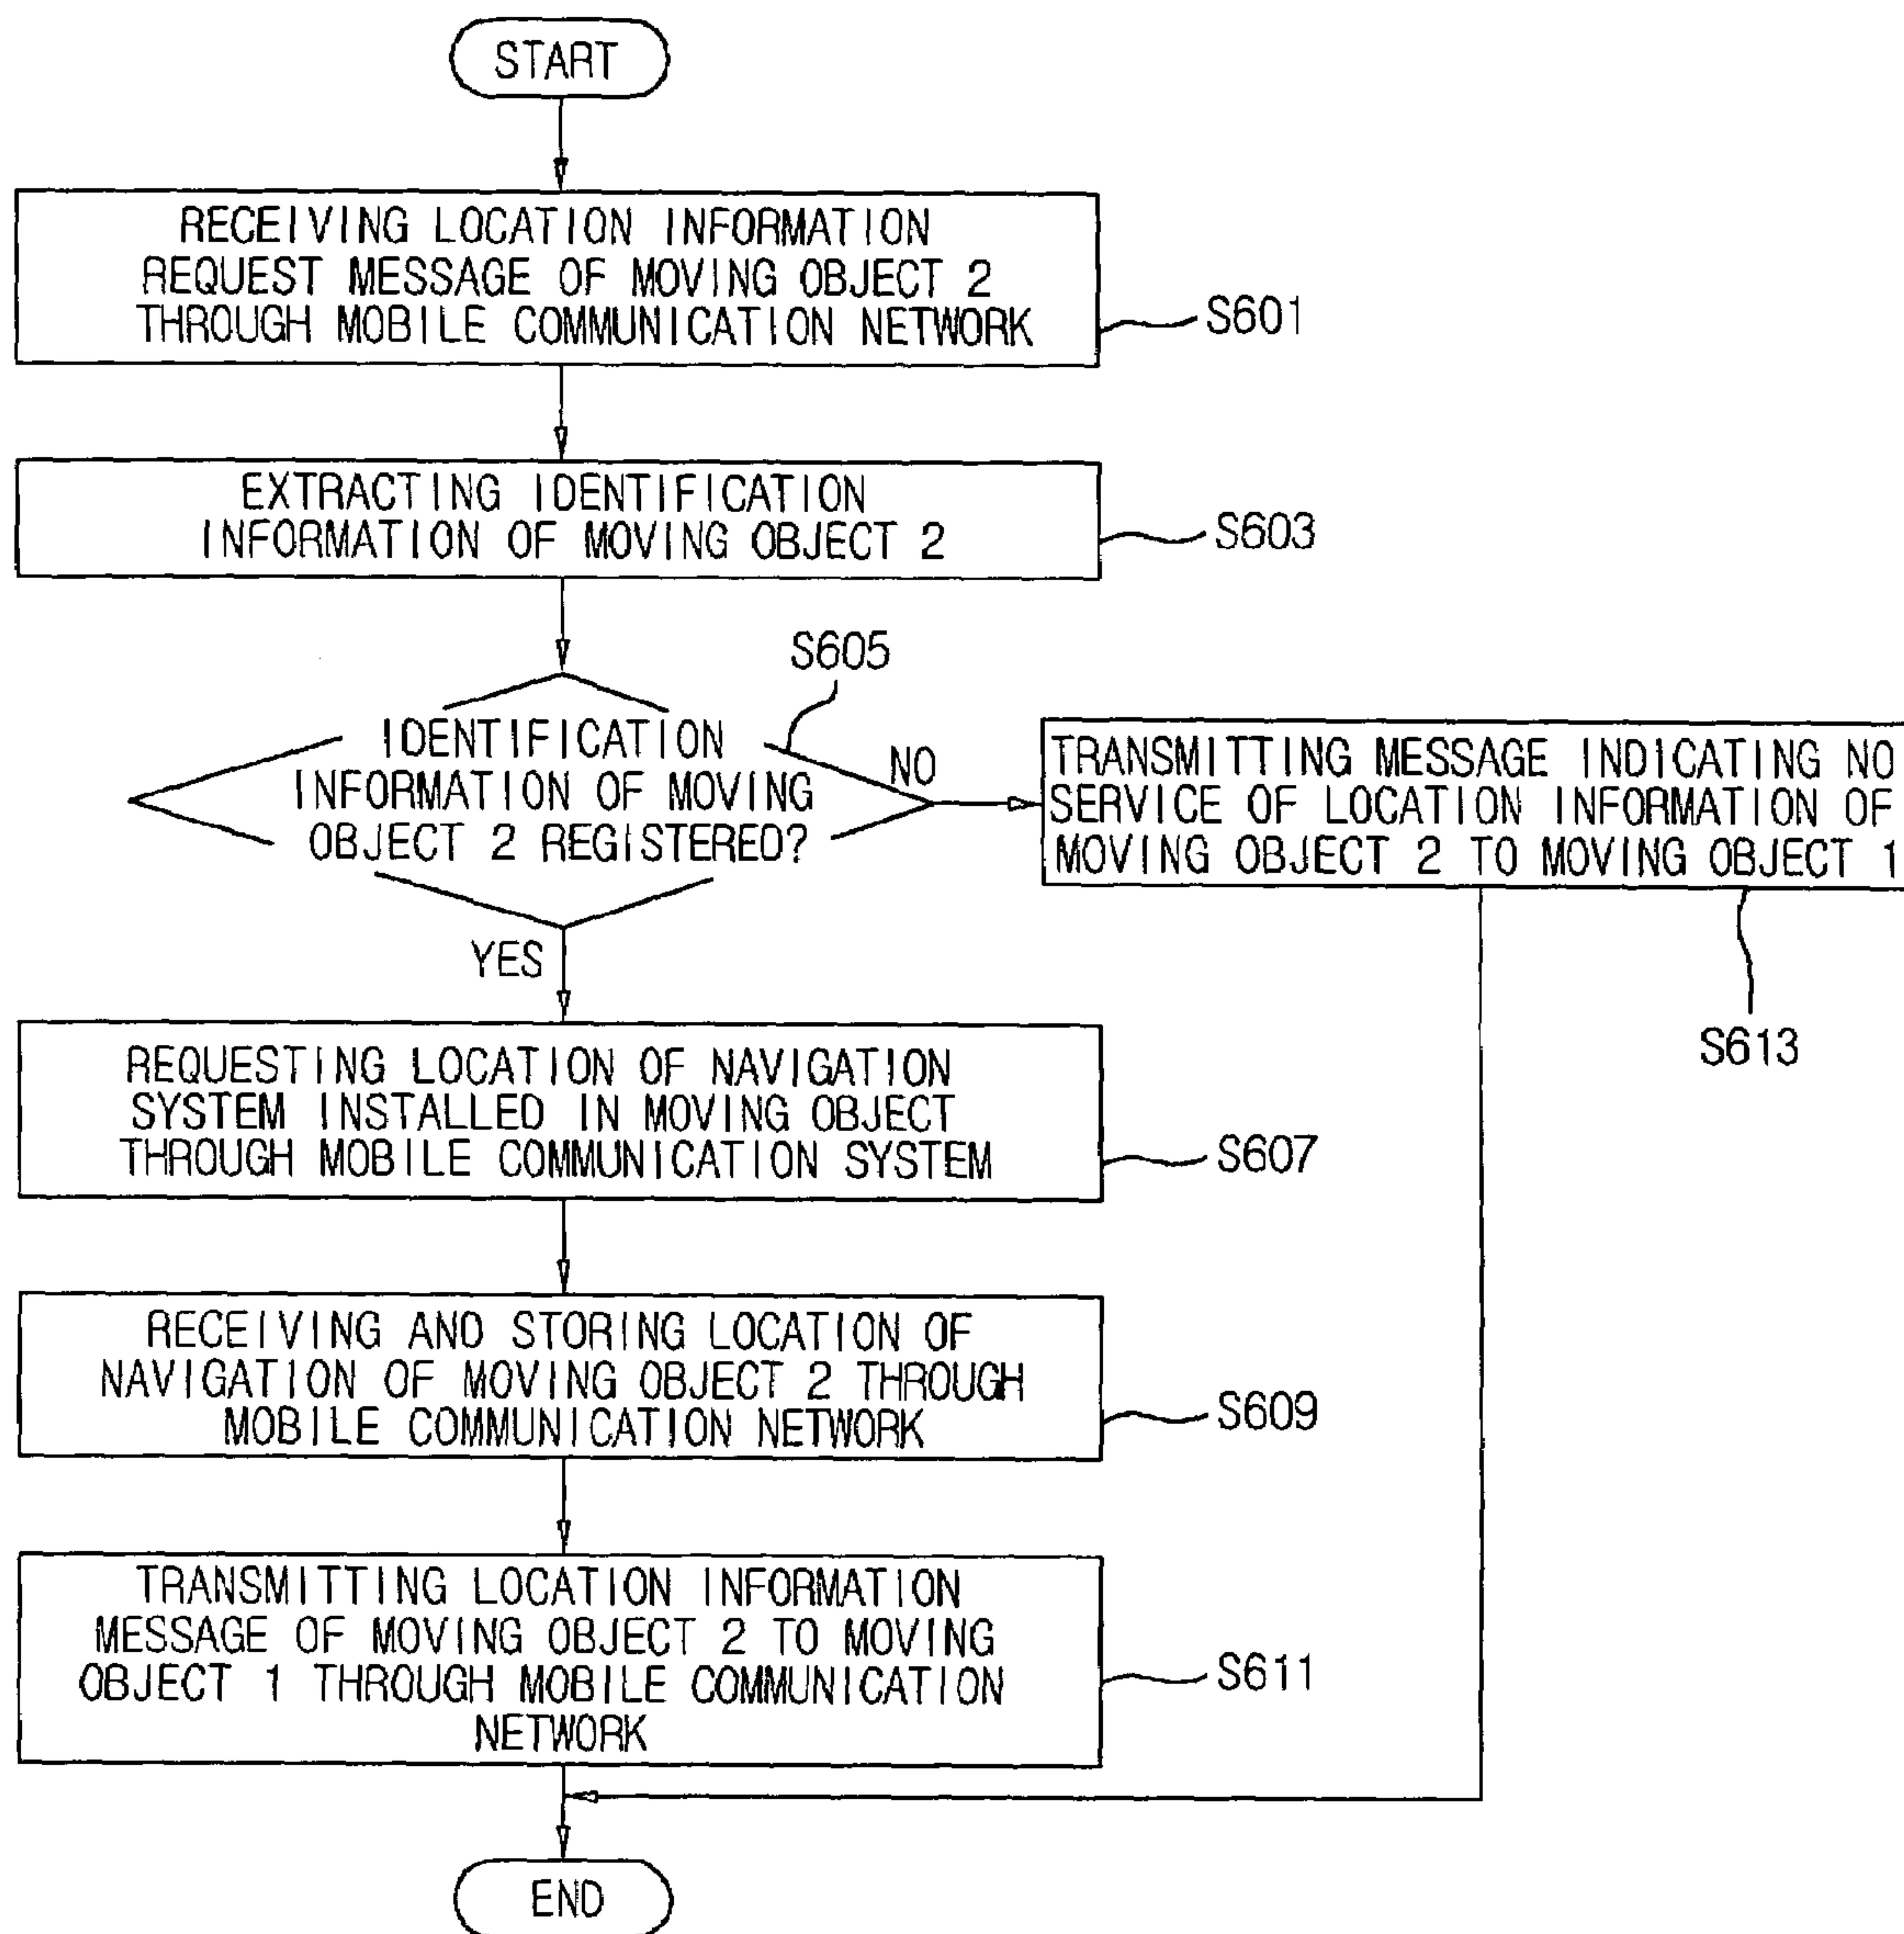 START
RECEIVING LOCATION INFORMATION
REQUEST MESSAGE OF MOVING OBJECT 2
THROUGH MOBILE COMMUNICATION NETWORK
S601
EXTRACTING IDENTIFICATION
INFORMATION OF MOVING OBJECT 2
S603
S605
IDENTIFICATION
INFORMATION OF MOVING
OBJECT 2 REGISTERED?
NO
TRANSMITTING MESSAGE INDICATING NO
SERVICE OF LOCATION INFORMATION OF
MOVING OBJECT 2 TO MOVING OBJECT 1
S613
YES
REQUESTING LOCATION OF NAVIGATION
SYSTEM INSTALLED IN MOVING OBJECT
THROUGH MOBILE COMMUNICATION SYSTEM
S607
RECEIVING AND STORING LOCATION OF
NAVIGATION OF MOVING OBJECT 2 THROUGH
MOBILE COMMUNICATION NETWORK
S609
TRANSMITTING LOCATION INFORMATION
MESSAGE OF MOVING OBJECT 2 TO MOVING
OBJECT 1 THROUGH MOBILE COMMUNICATION
NETWORK
S611
END